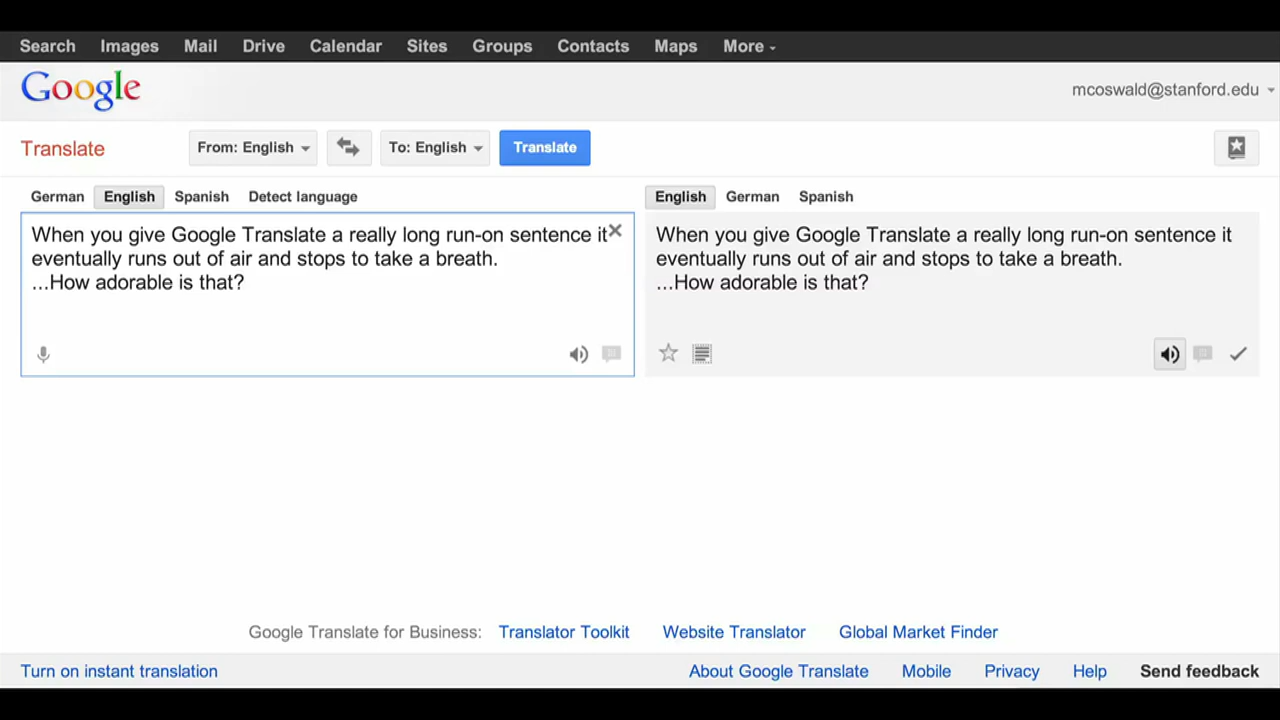 Search Images Mail Drive Calendar Sites Groups Contacts Maps More
Google
mcoswald@stanford.edu
Translate From: English To: English Translate
German English Spanish Detect language
English German Spanish
When you give Google Translate a really long run-on sentence it
eventually runs out of air and stops to take a breath.
...How adorable is that?
When you give Google Translate a really long run-on sentence it
eventually runs out of air and stops to take a breath.
...How adorable is that?
Google Translate for Business: Translator Toolkit Website Translator Global Market Finder
Turn on instant translation About Google Translate Mobile Privacy Help Send feedback